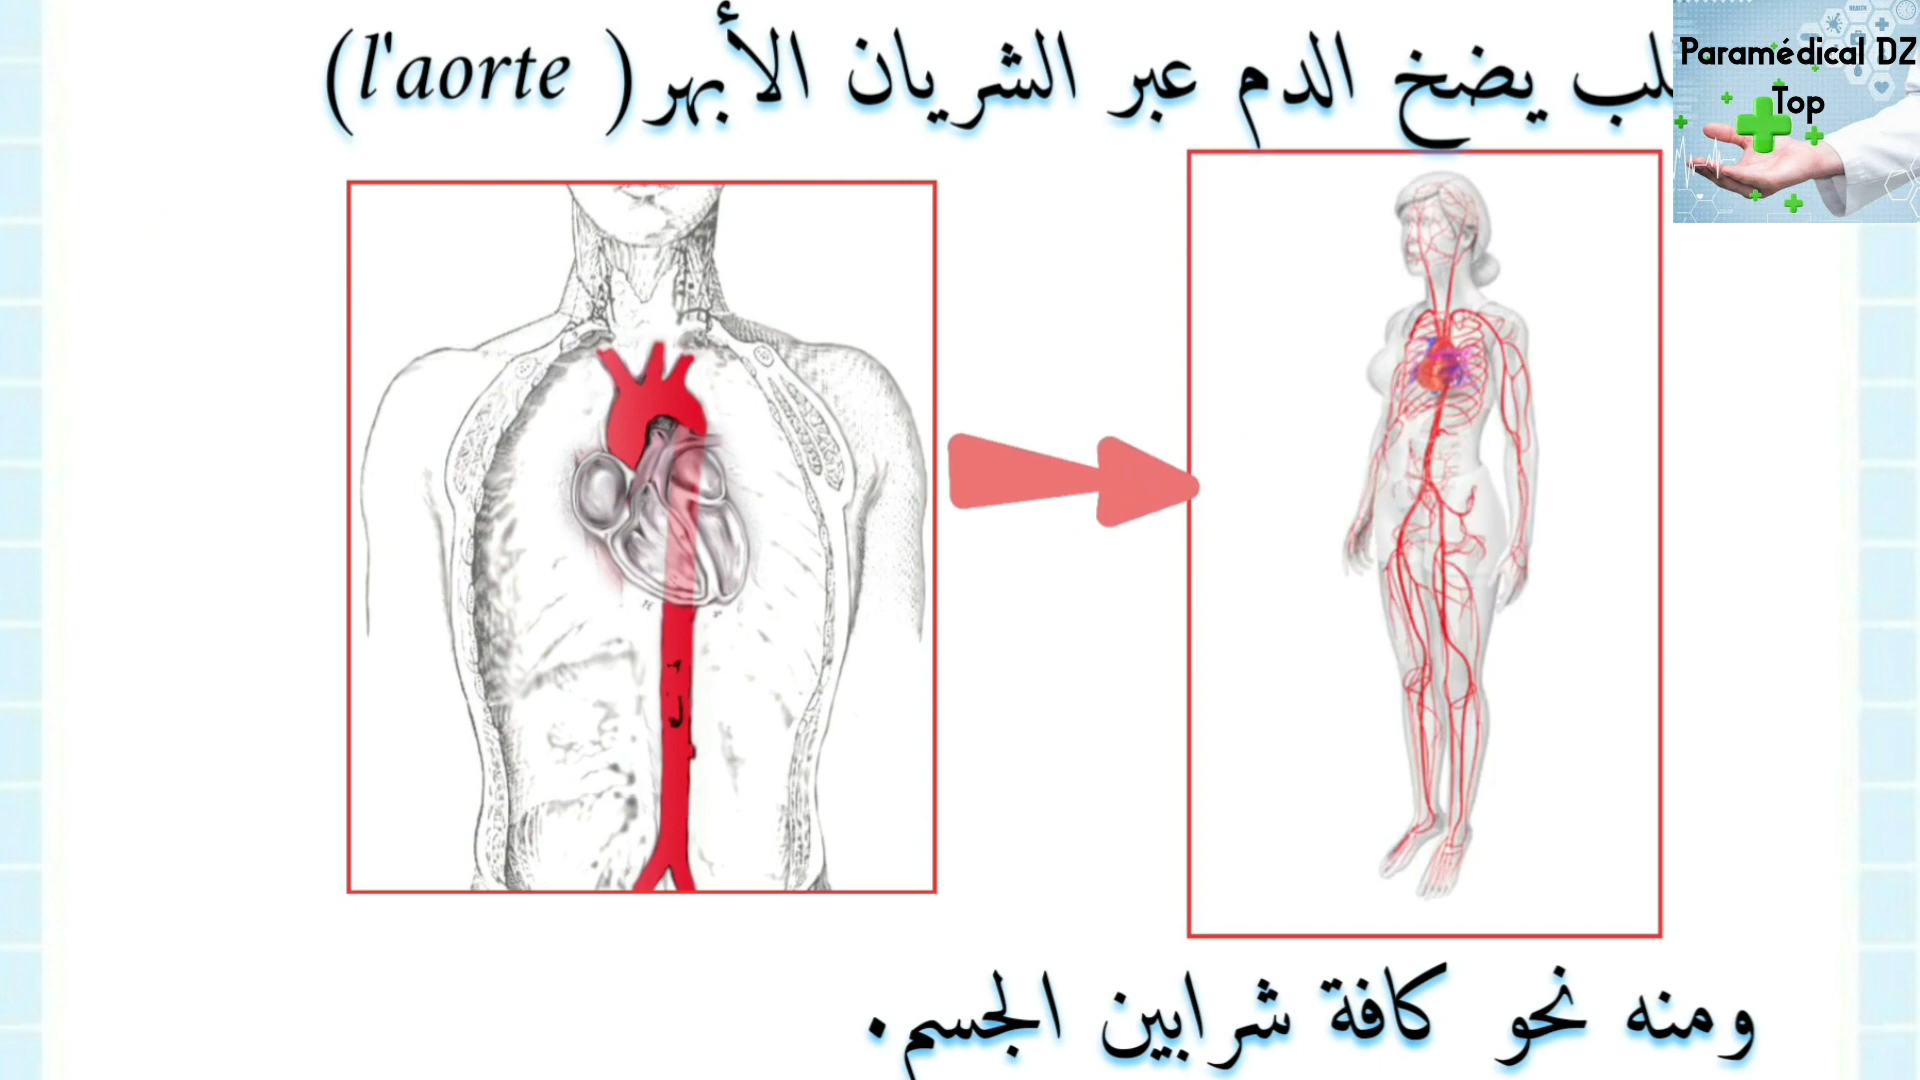 يضخ الدم عبر الشريان الأبهر( l'aorte)
Paramédical DZ
Top
ومنه نحو كافة شرايين الجسم.